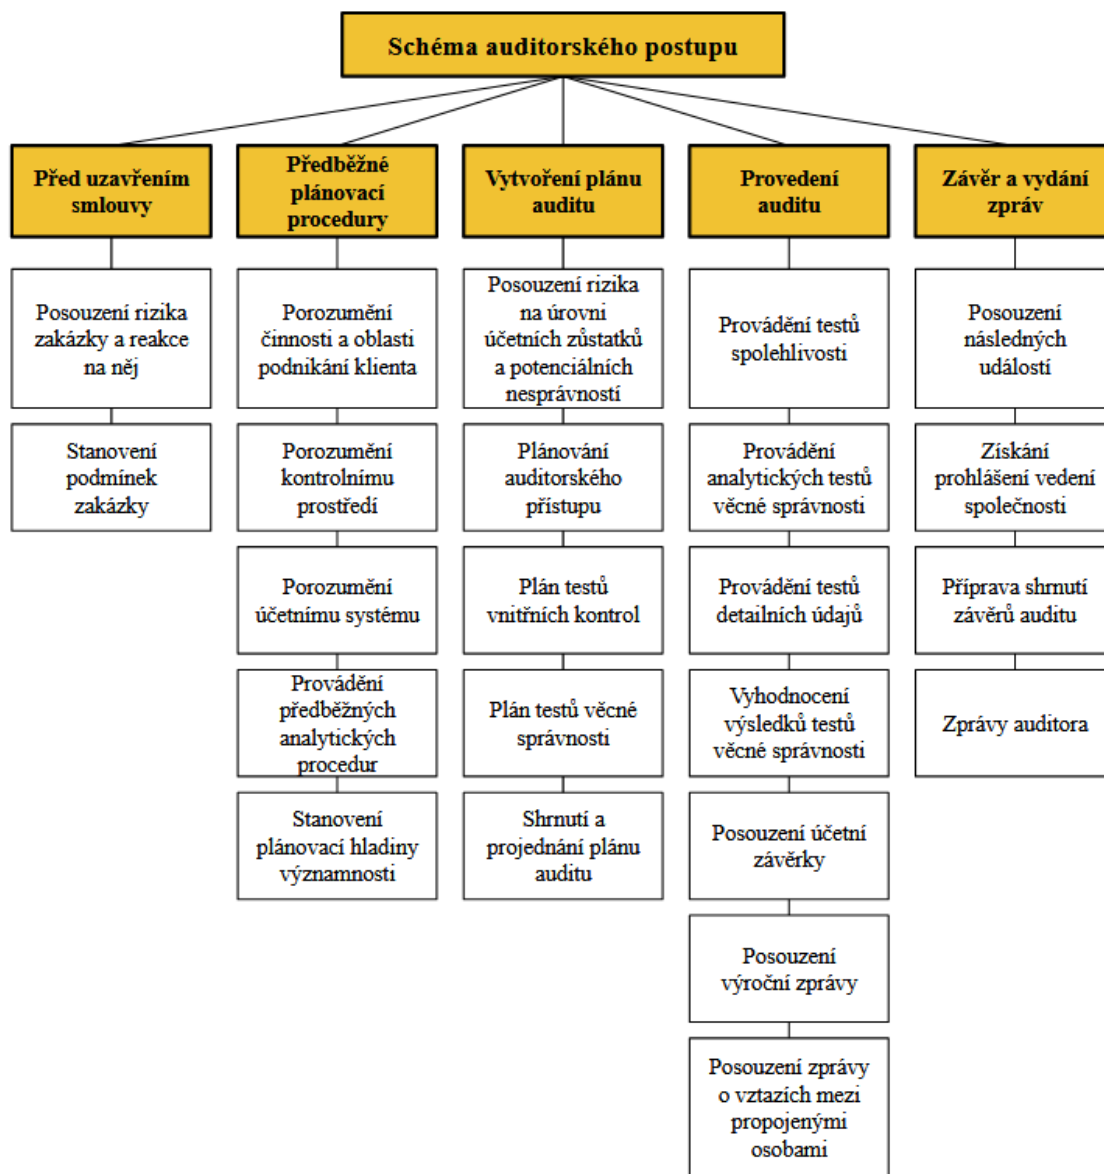 Schéma auditorského postupu
Před uzavřením
smlouvy
Posouzení rizika
zakázky a reakce
na něj
Stanovení
podmínek
zakázky
Předběžné
plánovací
procedury
Porozumění
činnosti a oblasti
podnikání klienta
Porozumění
kontrolnímu
prostředí
Porozumění
účetnímu systému
Provádění
předběžných
analytických
procedur
Stanovení
plánovací hladiny
významnosti
Vytvoření plánu
auditu
Posouzení rizika
na úrovni
účetních zůstatků
a potenciálních
nesprávností
Plánování
auditorského
přístupu
Plán testů
vnitřních kontrol
Plán testů věcné
správnosti
Shrnutí a
projednání plánu
auditu
Provedení
auditu
Provádění testů
spolehlivosti
Provádění
analytických testů
věcné správnosti
Provádění testů
detailních údajů
Vyhodnocení
výsledků testů
věcné správnosti
Posouzení účetní
závěrky
Posouzení
výroční zprávy
Posouzení zprávy
o vztazích mezi
propojenými
osobami
Závěr a vydání
zpráv
Posouzení
následných
událostí
Získání
prohlášení vedení
společnosti
Příprava shrnutí
závěrů auditu
Zprávy auditora